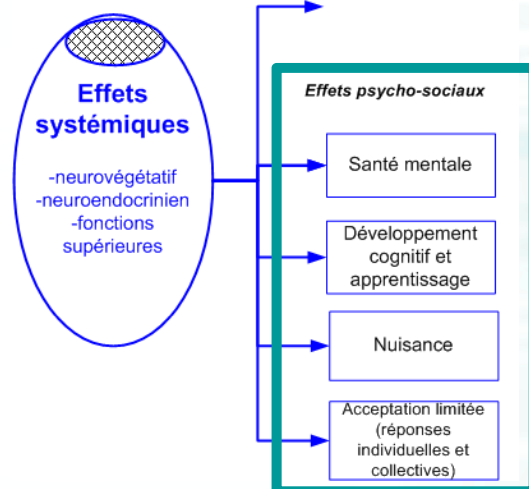 Effets
systémiques
-neurovégétatif
-neuroendocrinien
-fonctions
supérieures
Effets psycho-sociaux
Santé mentale
Développement
cognitif et
apprentissage
Nuisance
Acceptation limitée
(réponses
individuelles et
collectives)